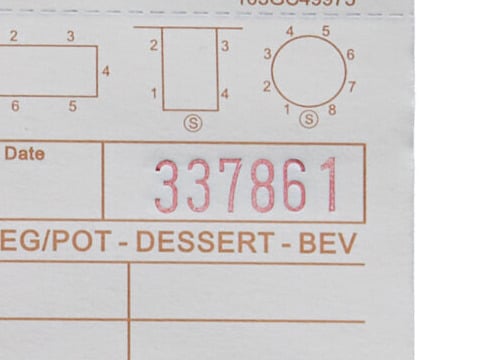 2 3 4 6 5
2 3 1 4 S
4 5 3 6 2 7 1 8 S
Date 337861
EG/POT - DESSERT - BEV